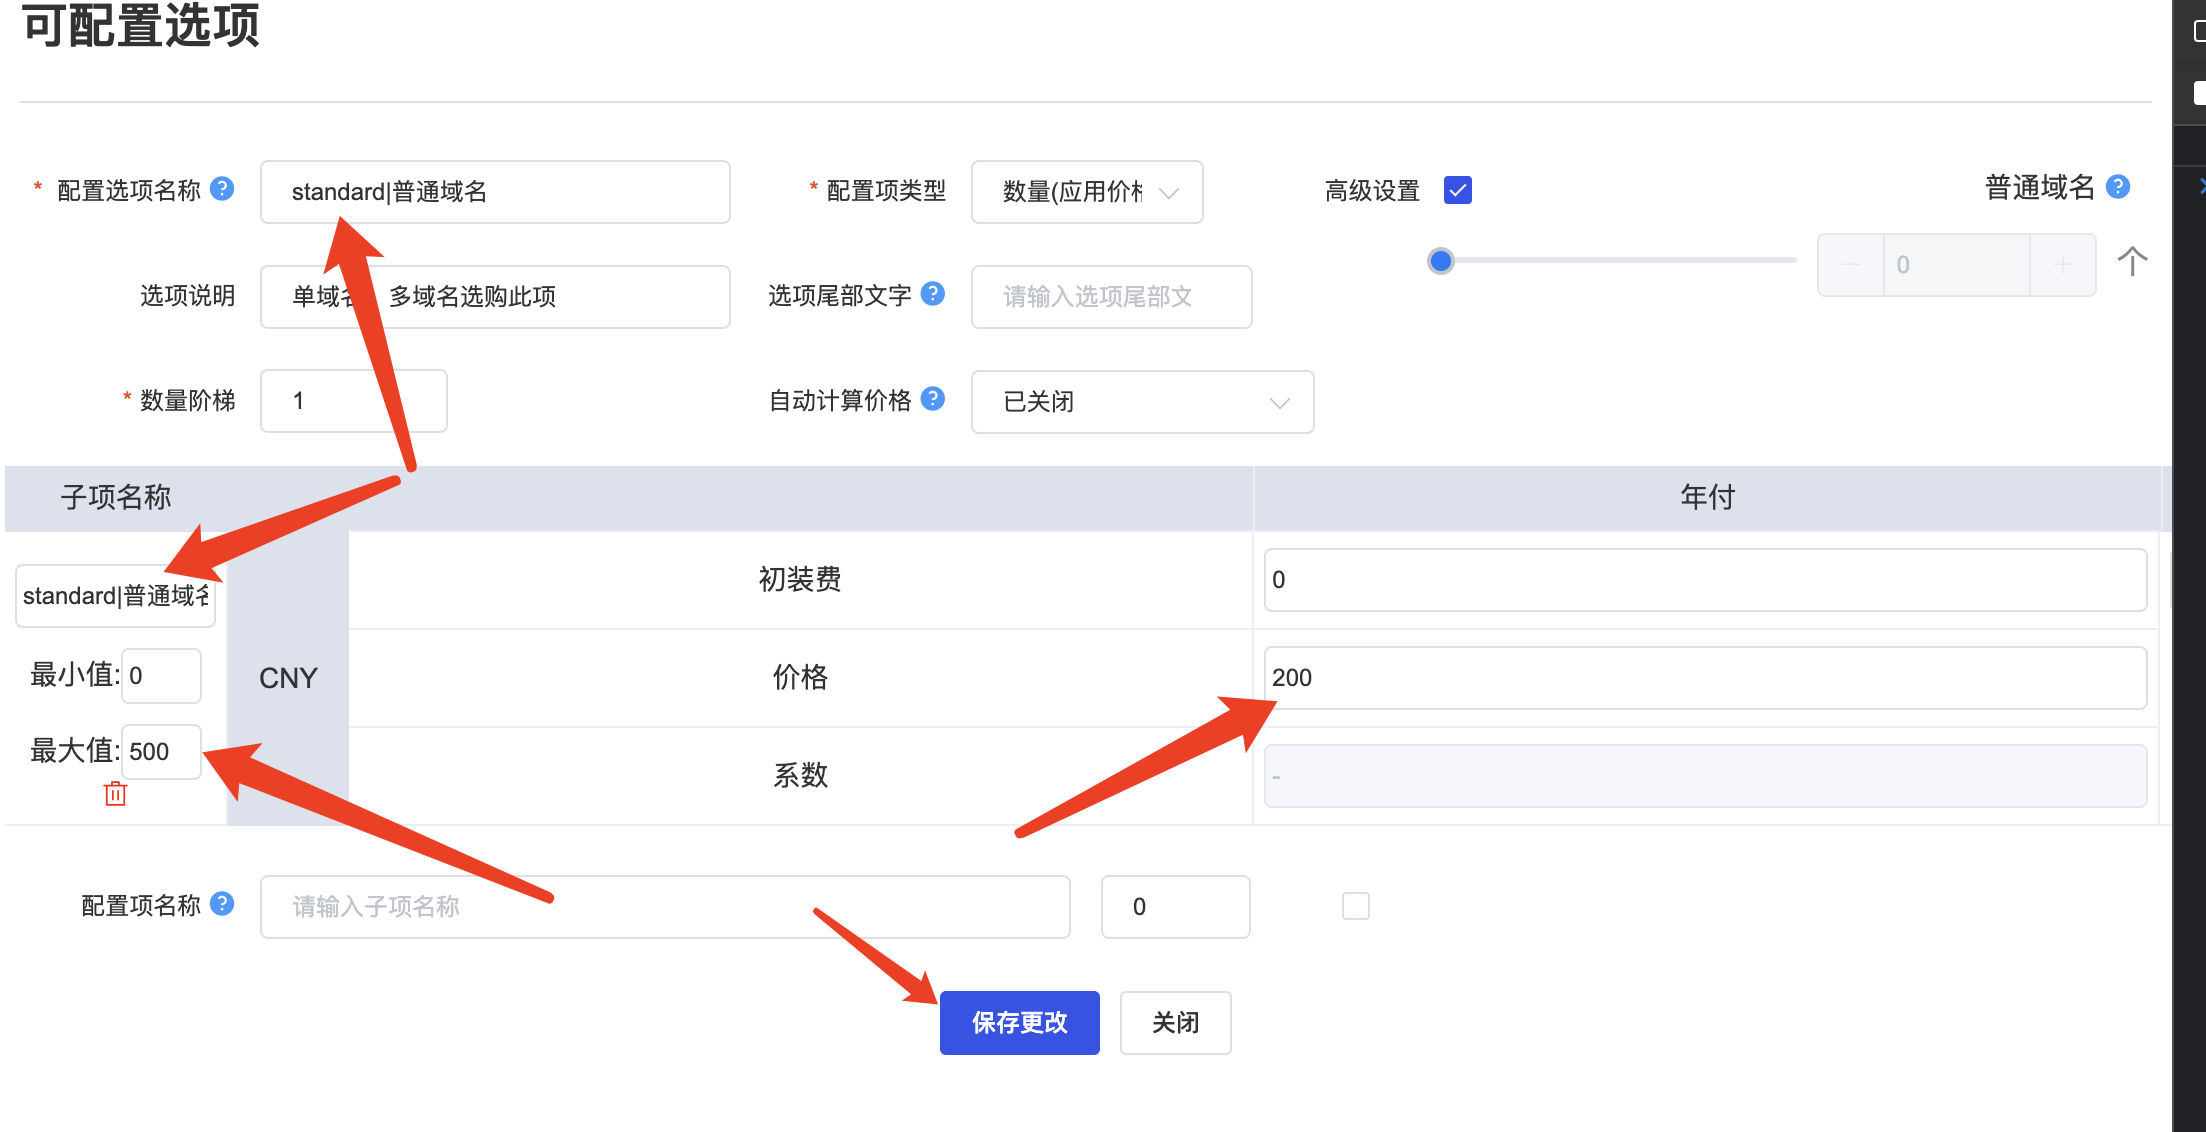 可配置选项
* 配置选项名称 ? standard|普通域名 * 配置项类型 数量(应用价格 高级设置 普通域名 ?
0 个
选项说明 单域名 多域名选购此项 选项尾部文字 ? 请输入选项尾部文
* 数量阶梯 1 自动计算价格 ? 已关闭
子项名称 年付
standard|普通域名 初装费 0
最小值: 0 CNY 价格 200
最大值: 500 系数 -
配置项名称 ? 请输入子项名称 0
保存更改 关闭